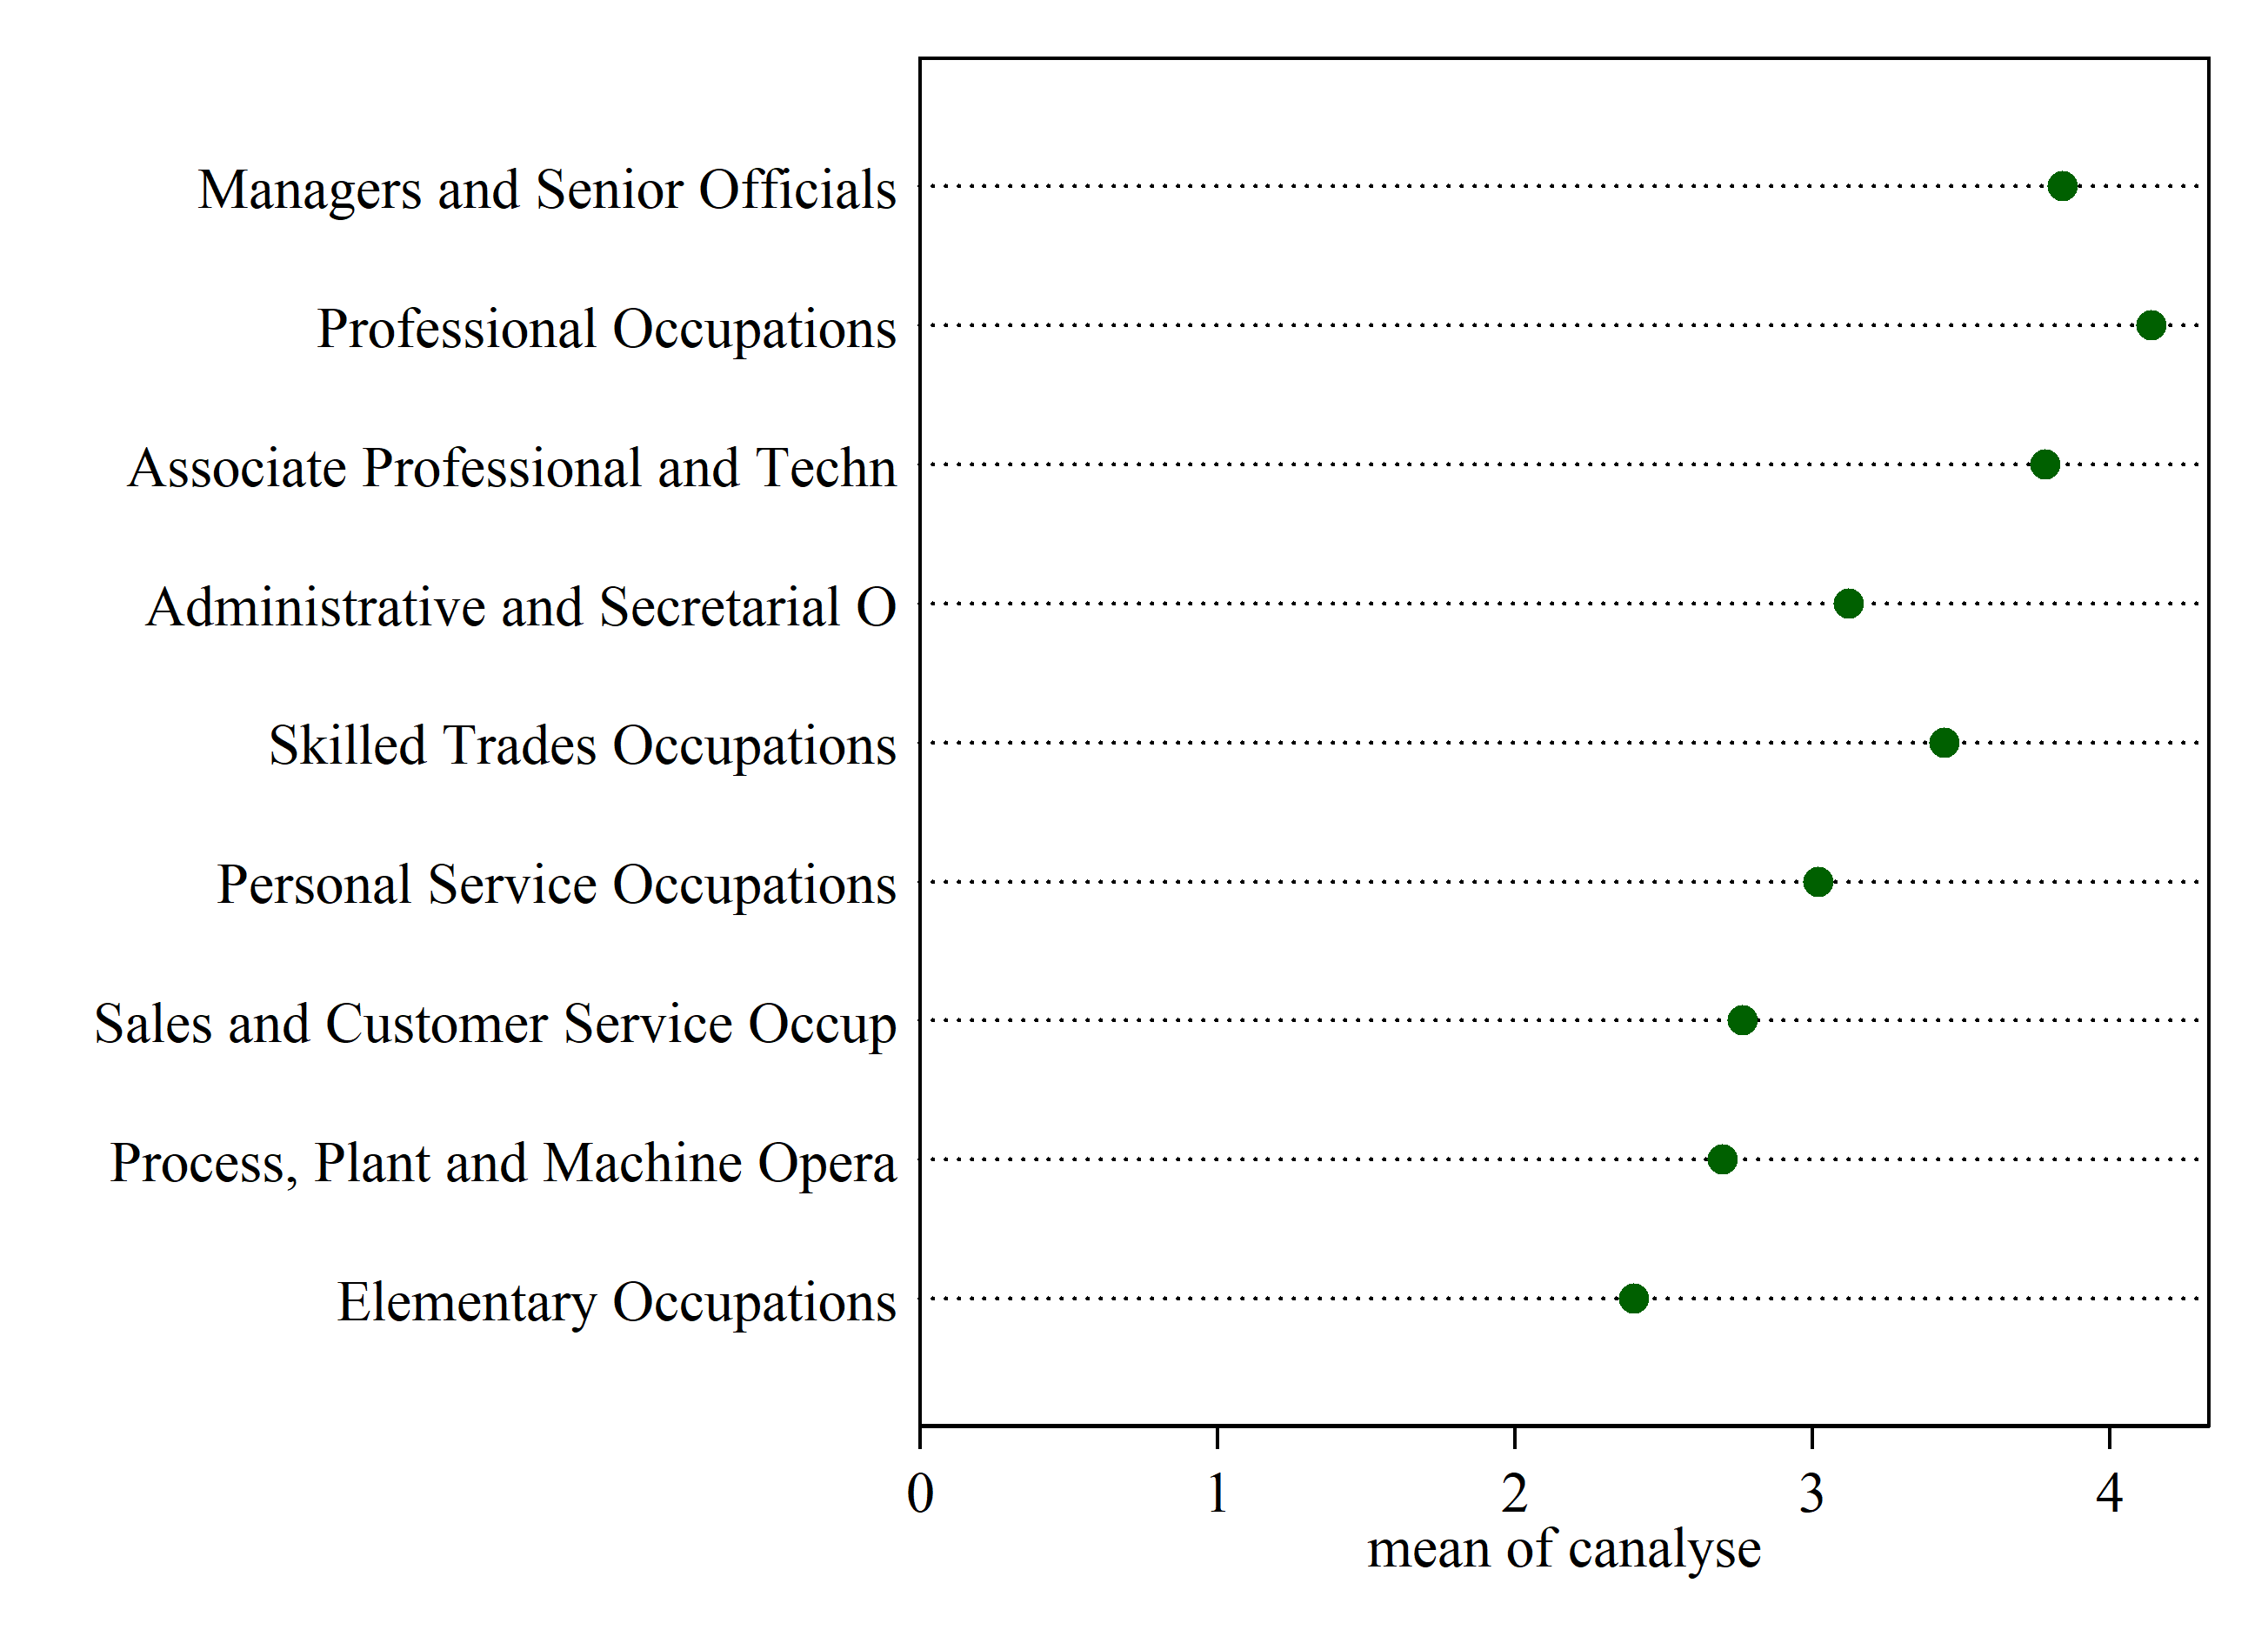 Managers and Senior Officials
Professional Occupations
Associate Professional and Techn
Administrative and Secretarial O
Skilled Trades Occupations
Personal Service Occupations
Sales and Customer Service Occup
Process, Plant and Machine Opera
Elementary Occupations
0 1 2 3 4
mean of canalyse